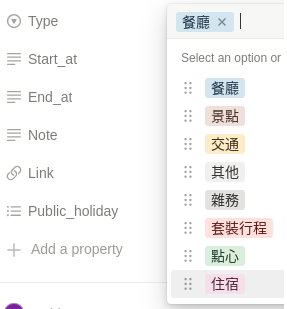 Type
餐廳 ×
Start_at
Select an option or
End_at
餐廳
景點
Note
交通
Link
其他
雜務
Public_holiday
套裝行程
Add a property
點心
住宿